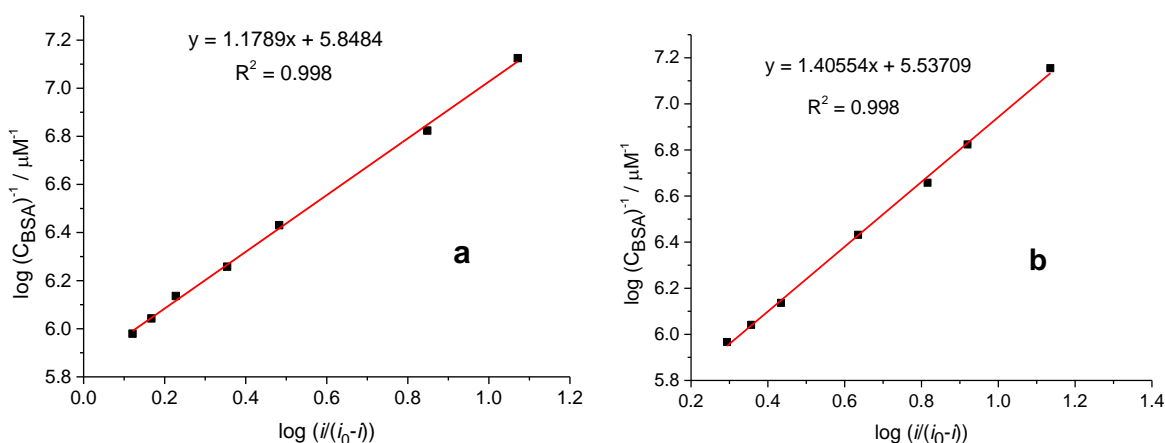 y = 1.1789x + 5.8484
R² = 0.998
log (C_BSA)⁻¹ / μM⁻¹
7.2
7.0
6.8
6.6
6.4
6.2
6.0
5.8
a
0.0 0.2 0.4 0.6 0.8 1.0 1.2
log (i/(i₀-i))
y = 1.40554x + 5.53709
R² = 0.998
log (C_BSA)⁻¹ / μM⁻¹
7.2
6.8
6.4
6.2
6.0
5.8
b
0.2 0.4 0.6 0.8 1.0 1.2 1.4
log (i/(i₀-i))